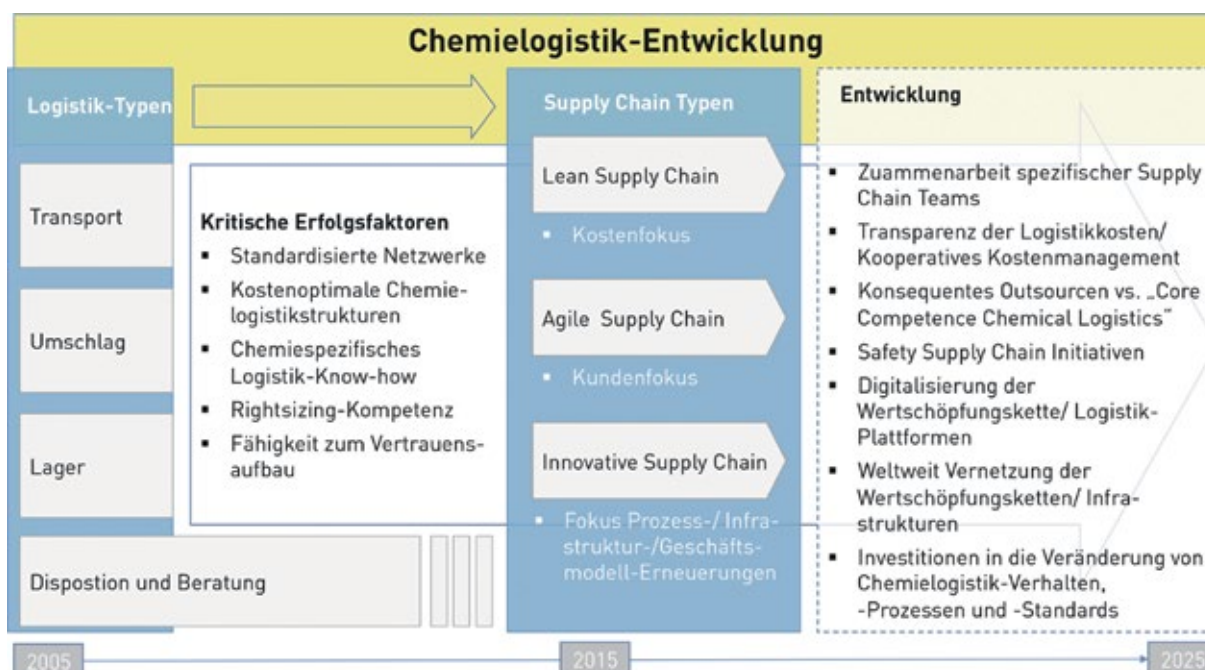 Chemielogistik-Entwicklung
Logistik-Typen
Transport
Umschlag
Lager
Dispostion und Beratung
Kritische Erfolgsfaktoren
▪ Standardisierte Netzwerke
▪ Kostenoptimale Chemie-
logistikstrukturen
▪ Chemiespezifisches
Logistik-Know-how
▪ Rightsizing-Kompetenz
▪ Fähigkeit zum Vertrauens-
aufbau
Supply Chain Typen
Lean Supply Chain
▪ Kostenfokus
Agile Supply Chain
▪ Kundenfokus
Innovative Supply Chain
▪ Fokus Prozess-/ Infra-
struktur-/Geschäfts-
modell-Erneuerungen
Entwicklung
▪ Zuammenarbeit spezifischer Supply
Chain Teams
▪ Transparenz der Logistikkosten/
Kooperatives Kostenmanagement
▪ Konsequentes Outsourcen vs. „Core
Competence Chemical Logistics“
▪ Safety Supply Chain Initiativen
▪ Digitalisierung der
Wertschöpfungskette/ Logistik-
Plattformen
▪ Weltweit Vernetzung der
Wertschöpfungsketten/ Infra-
strukturen
▪ Investitionen in die Veränderung von
Chemielogistik-Verhalten,
-Prozessen und -Standards
2005
2015
2025